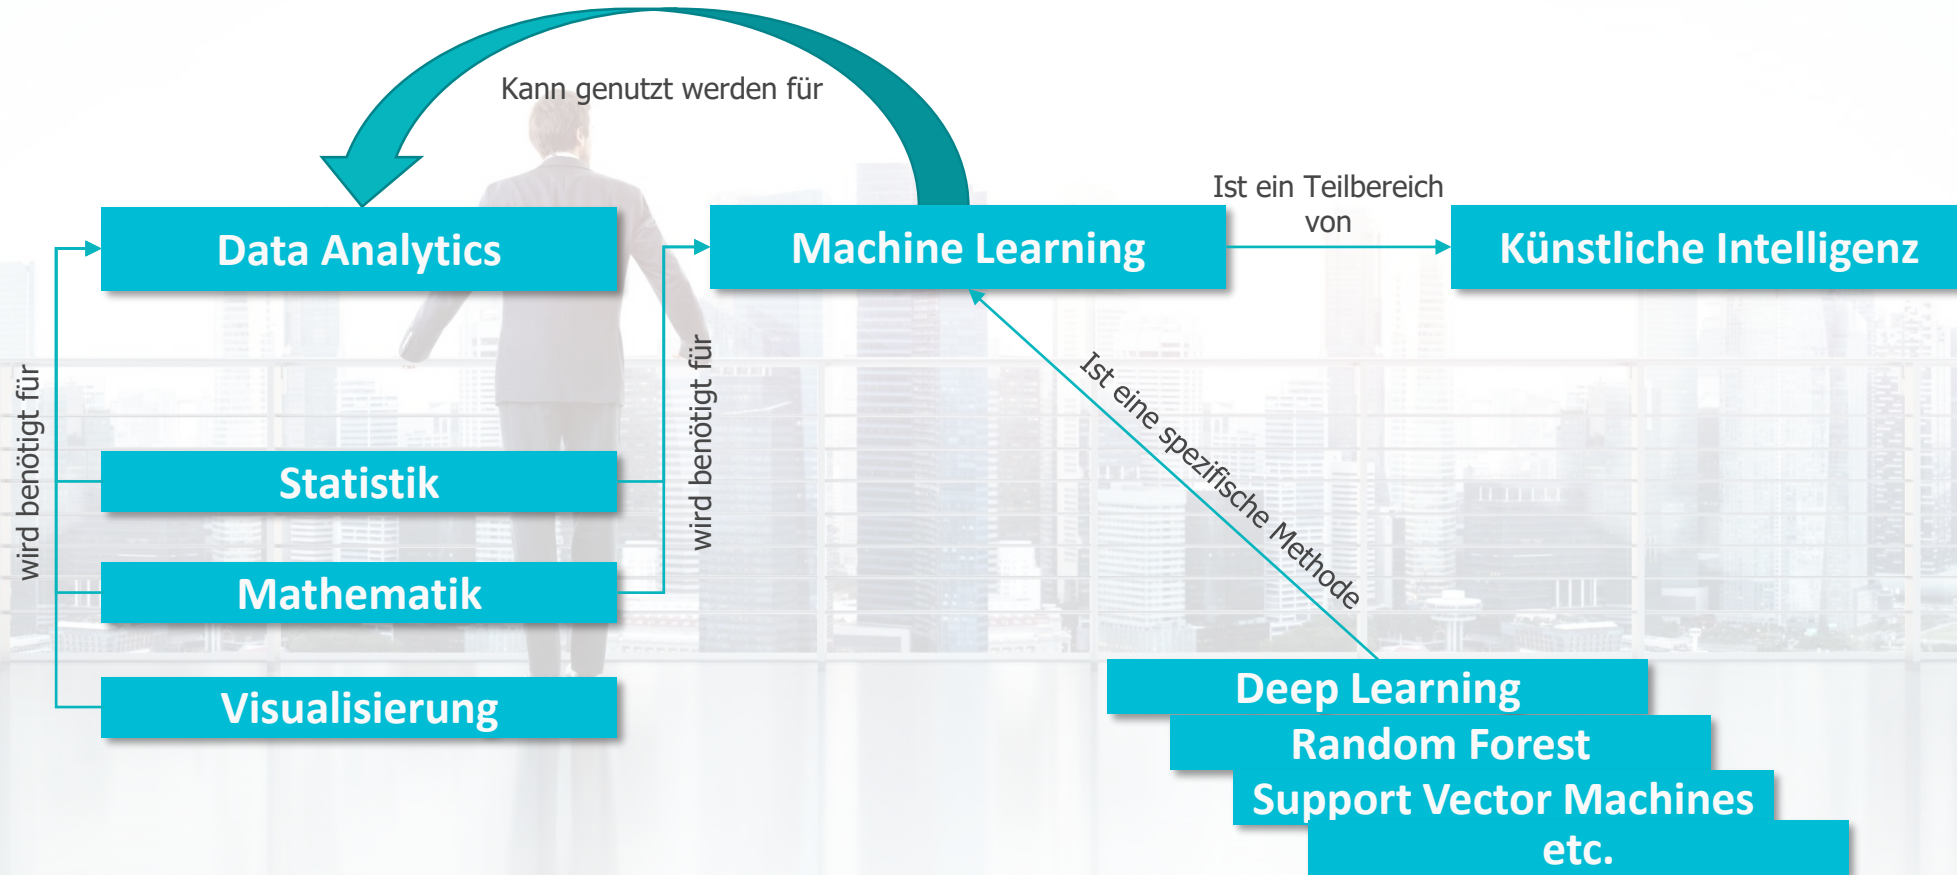 Kann genutzt werden für
Ist ein Teilbereich
von
Data Analytics
Machine Learning
Künstliche Intelligenz
wird benötigt für
wird benötigt für
Ist eine spezifische Methode
Statistik
Mathematik
Visualisierung
Deep Learning
Random Forest
Support Vector Machines
etc.